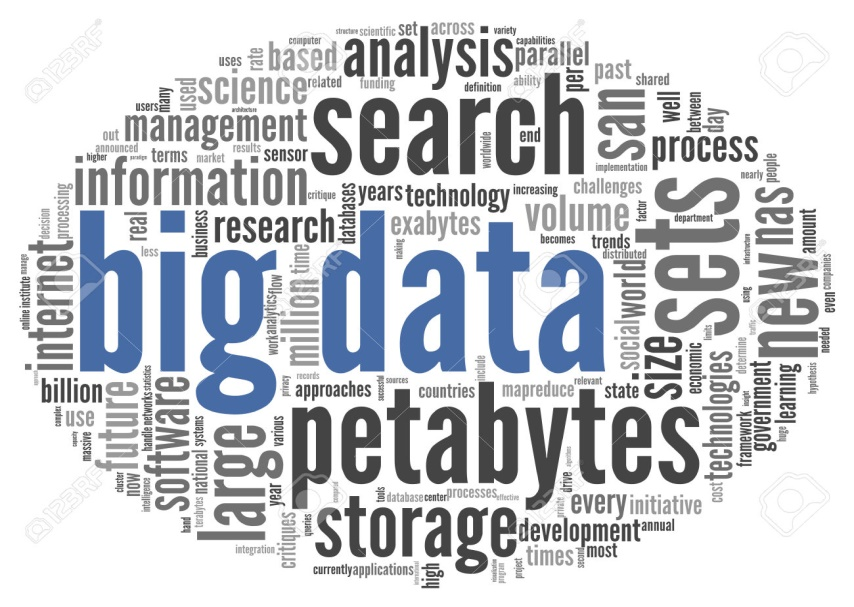 structure
scientific
set
across
variety
computer
capabilities
uses
rate
based
analysis
parallel
related
funding
definition
ability
per
past
shared
users
many
used
science
architecture
search
san
well
between
day
out
management
worldwide
end
implementation
process
announced
higher
paradigm
terms
market
results
sensor
nearly
people
information
critique
databases
years
technology
increasing
challenges
sets
nas
decision
processing
real
less
business
research
exabytes
making
volume
factor
department
becomes
trends
distributed
new
amount
infrastructure
internet
big data
online
institute
manage
work
analytics
flow
million
time
social
world
size
economic
limits
using
traffic
even
companies
needed
determine
approach
billion
privacy
records
approaches
successful
sources
countries
include
mapreduce
relevant
state
technologies
government
learning
hypothesis
insight
framework
huge
use
complex
capacity
massive
future
handle
networks
statistics
software
large
national
systems
year
various
petabytes
cost
cluster
now
intelligence
hand
terabytes
critiques
queries
tools
database
center
processes
effective
private
drive
algorithms
every
initiative
storage
development
annual
integration
times
second
most
currently
applications
high
international
visualization
program
project
123RF